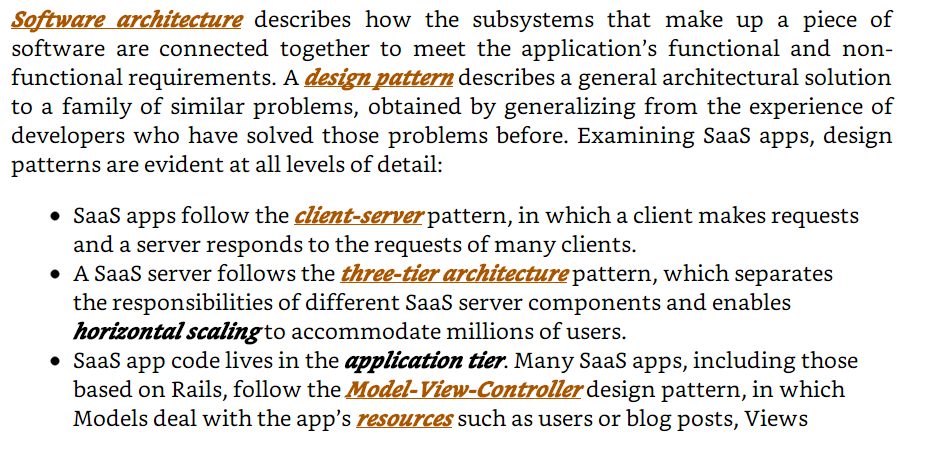 Software architecture describes how the subsystems that make up a piece of
software are connected together to meet the application’s functional and non-
functional requirements. A design pattern describes a general architectural solution
to a family of similar problems, obtained by generalizing from the experience of
developers who have solved those problems before. Examining SaaS apps, design
patterns are evident at all levels of detail:
• SaaS apps follow the client-server pattern, in which a client makes requests
and a server responds to the requests of many clients.
• A SaaS server follows the three-tier architecture pattern, which separates
the responsibilities of different SaaS server components and enables
horizontal scaling to accommodate millions of users.
• SaaS app code lives in the application tier. Many SaaS apps, including those
based on Rails, follow the Model-View-Controller design pattern, in which
Models deal with the app’s resources such as users or blog posts, Views